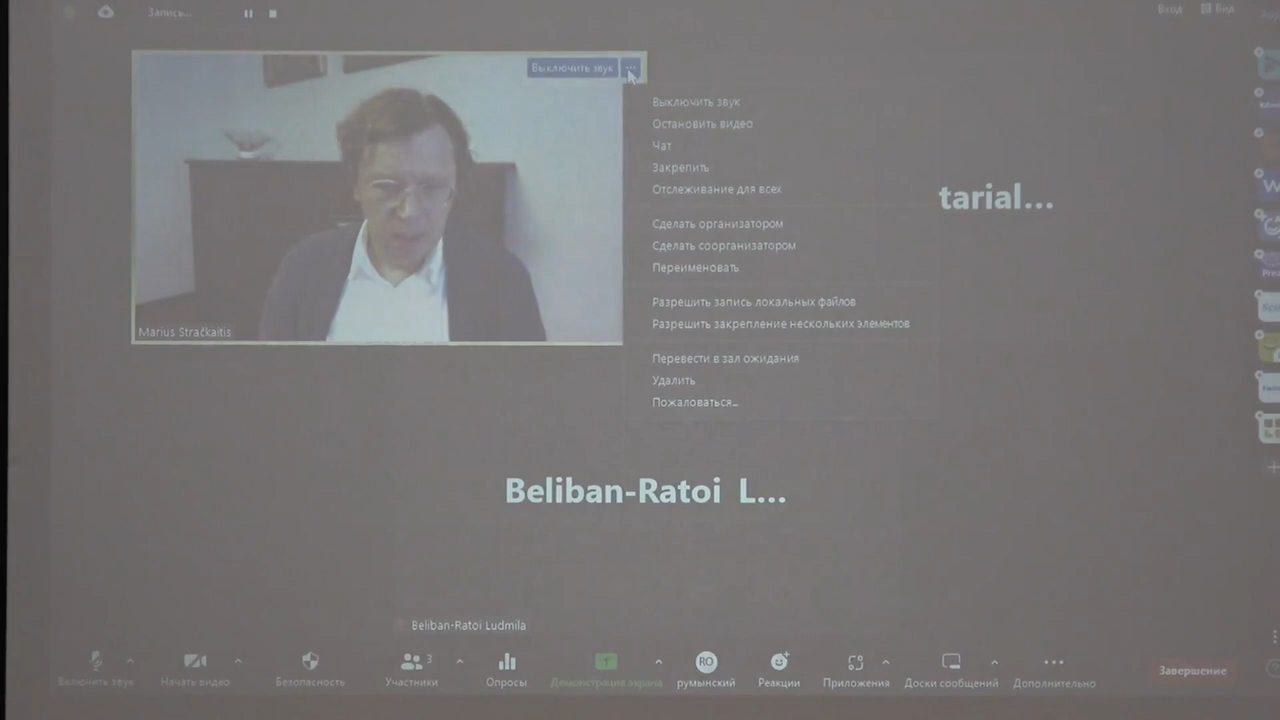 Запись...
Вход
Вид
Выключить звук
...
Выключить звук
Остановить видео
Чат
Закрепить
Отслеживание для всех
Сделать организатором
Сделать соорганизатором
Переименовать
Разрешить запись локальных файлов
Разрешить закрепление нескольких элементов
Перевести в зал ожидания
Удалить
Пожаловаться...
tarial...
Marius Stračkaitis
Beliban-Ratoi L...
Beliban-Ratoi Ludmila
3
RO
Включить звук
Начать видео
Безопасность
Участники
Опросы
Демонстрация экрана
румынский
Реакции
Приложения
Доски сообщений
Дополнительно
Завершение